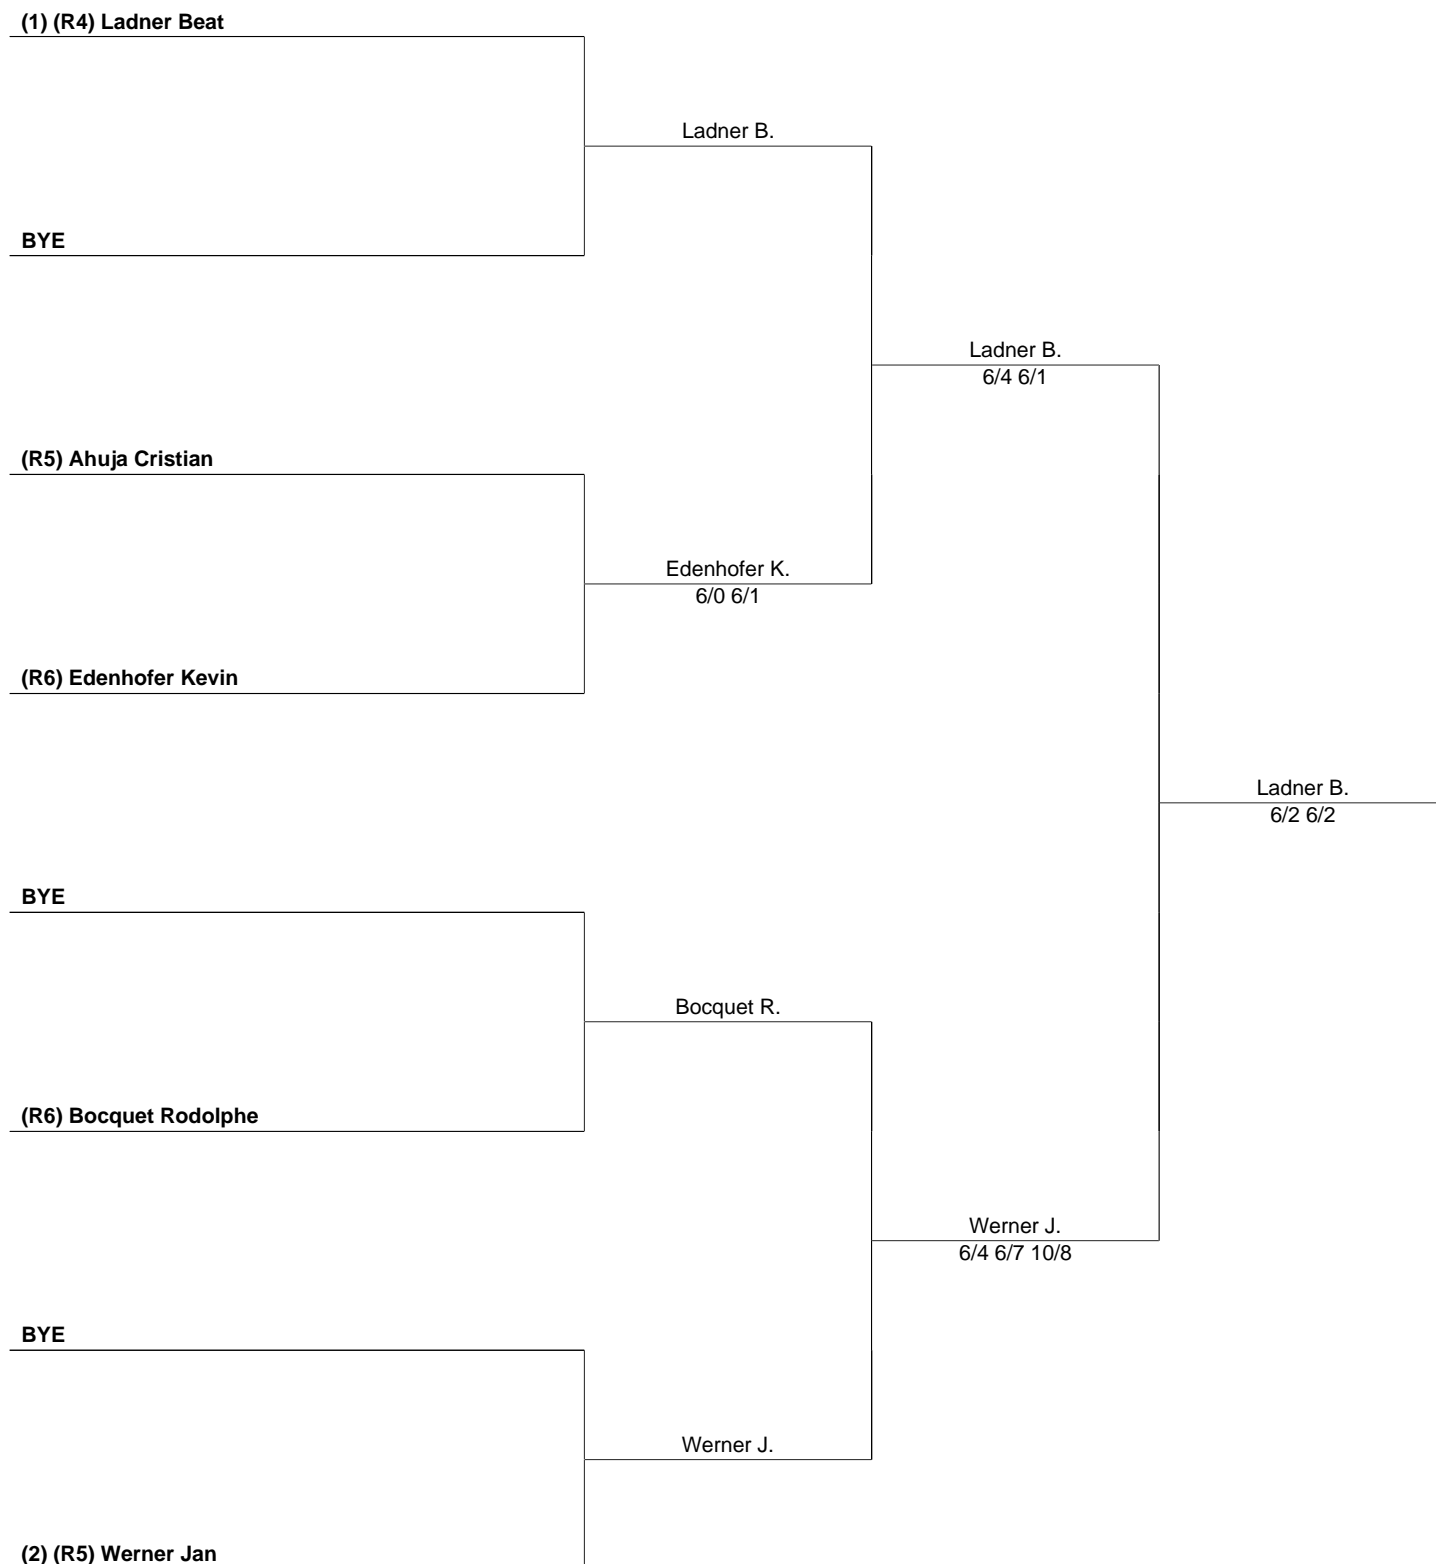 (1) (R4) Ladner Beat
Ladner B.
BYE
Ladner B.
6/4 6/1
(R5) Ahuja Cristian
Edenhofer K.
6/0 6/1
(R6) Edenhofer Kevin
Ladner B.
6/2 6/2
BYE
Bocquet R.
(R6) Bocquet Rodolphe
Werner J.
6/4 6/7 10/8
BYE
Werner J.
(2) (R5) Werner Jan